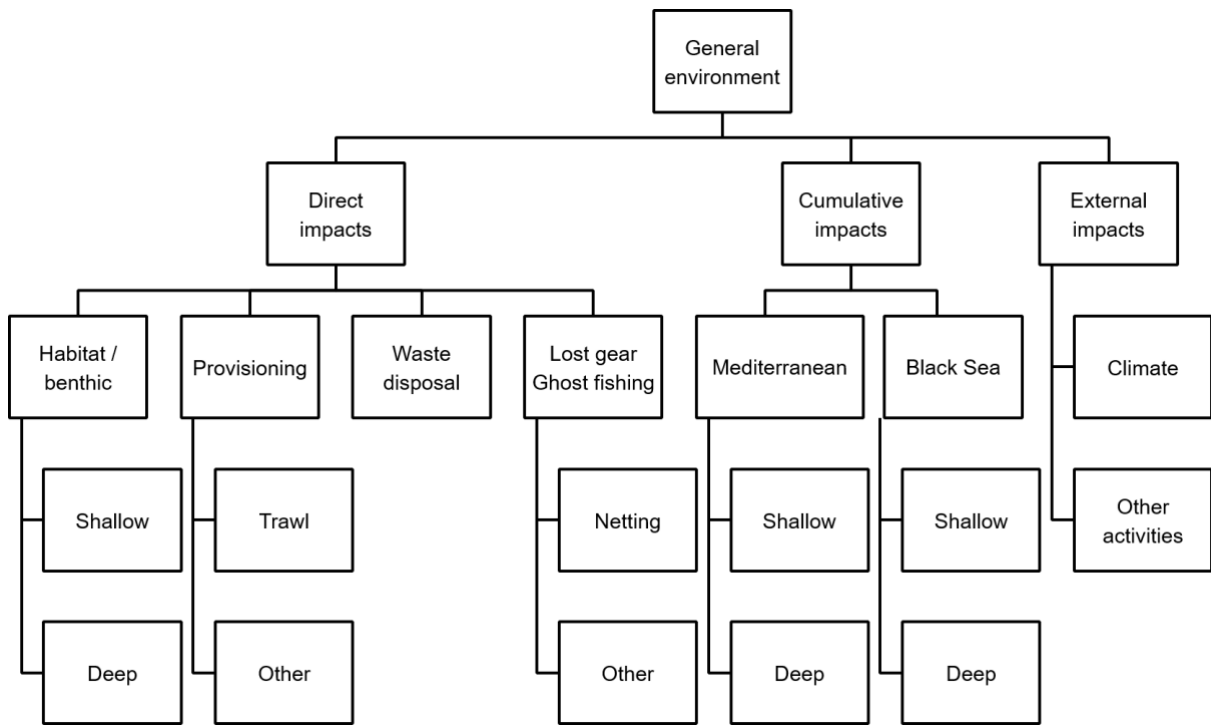 General
environment
Direct
impacts
Cumulative
impacts
External
impacts
Habitat /
benthic
Provisioning
Waste
disposal
Lost gear
Ghost fishing
Mediterranean
Black Sea
Climate
Shallow
Trawl
Netting
Shallow
Shallow
Other
activities
Deep
Other
Other
Deep
Deep